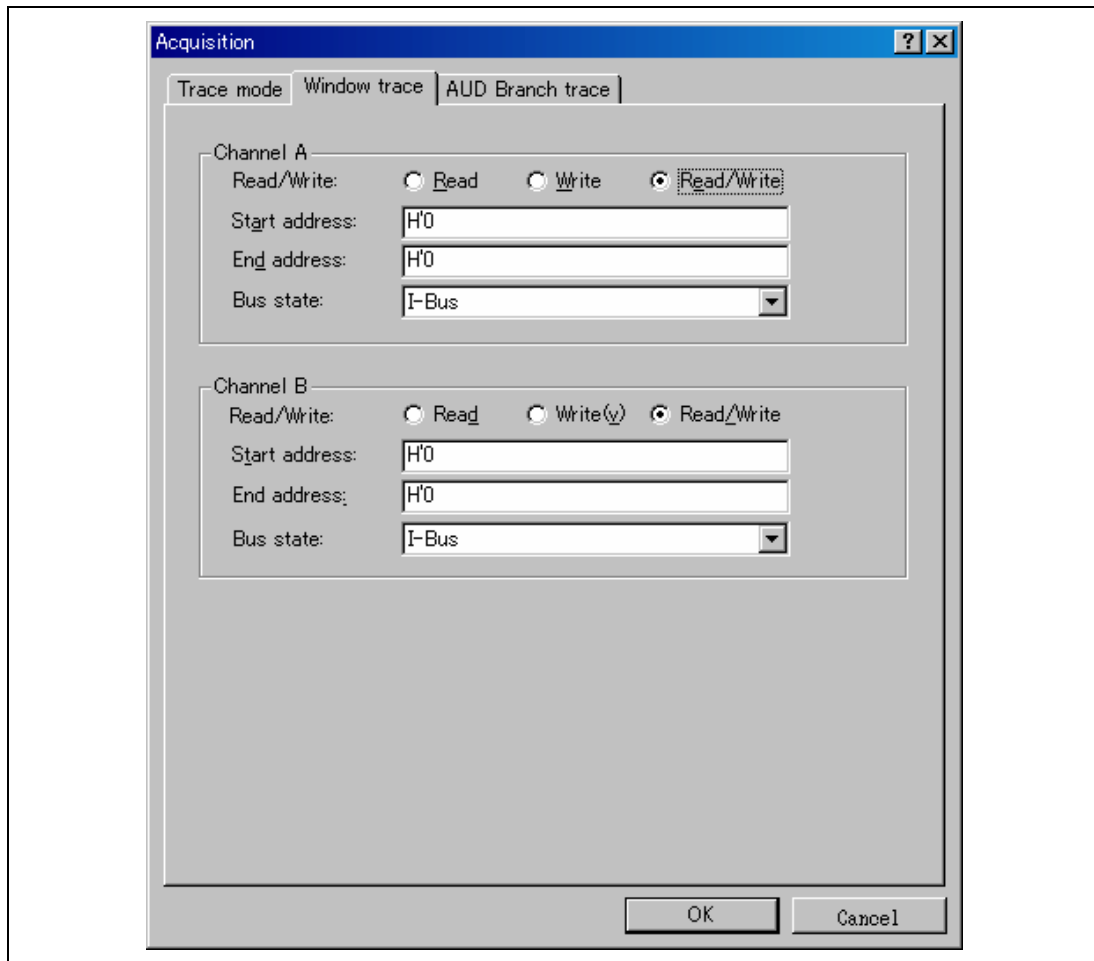 Acquisition
Trace mode Window trace AUD Branch trace
Channel A
Read/Write: Read Write Read/Write
Start address: H'0
End address: H'0
Bus state: I-Bus
Channel B
Read/Write: Read Write(v) Read/Write
Start address: H'0
End address: H'0
Bus state: I-Bus
OK Cancel